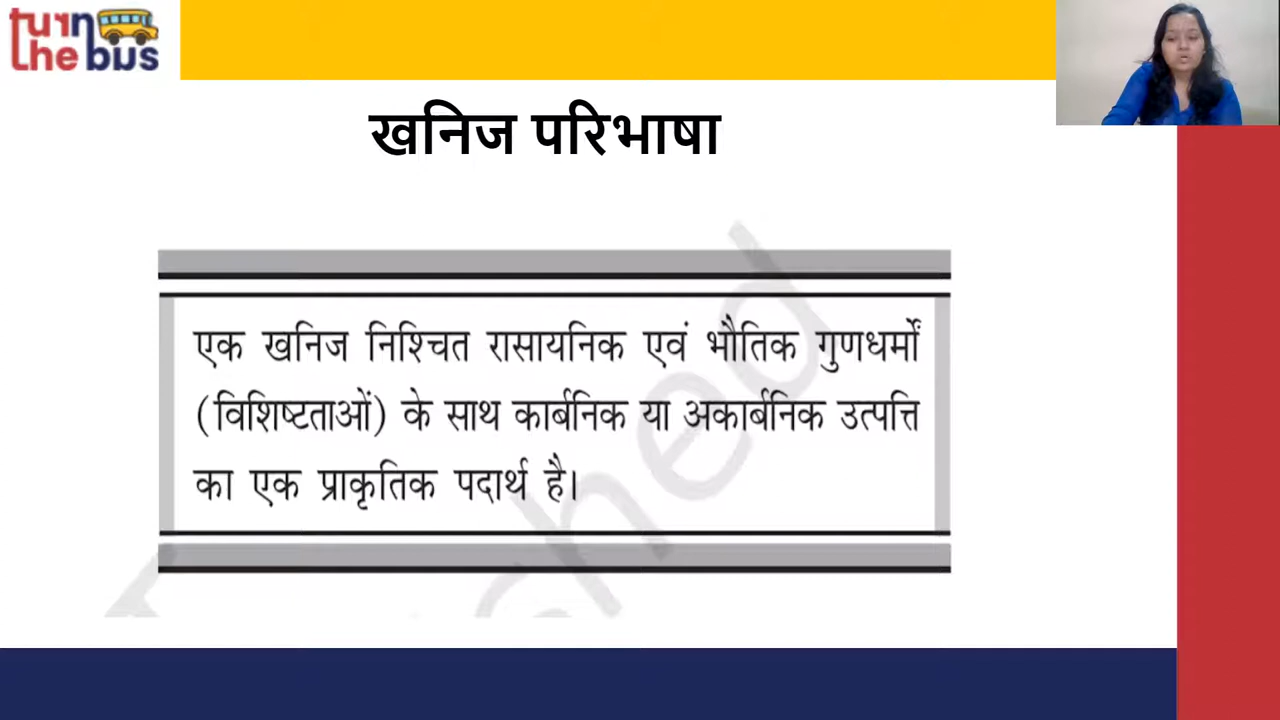 turn
the bus
खनिज परिभाषा
एक खनिज निश्चित रासायनिक एवं भौतिक गुणधर्मों
(विशिष्टताओं) के साथ कार्बनिक या अकार्बनिक उत्पत्ति
का एक प्राकृतिक पदार्थ है।